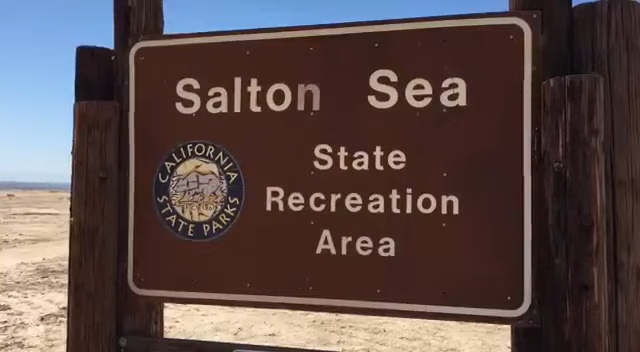 Salton Sea
State
Recreation
Area
CALIFORNIA
STATE PARKS